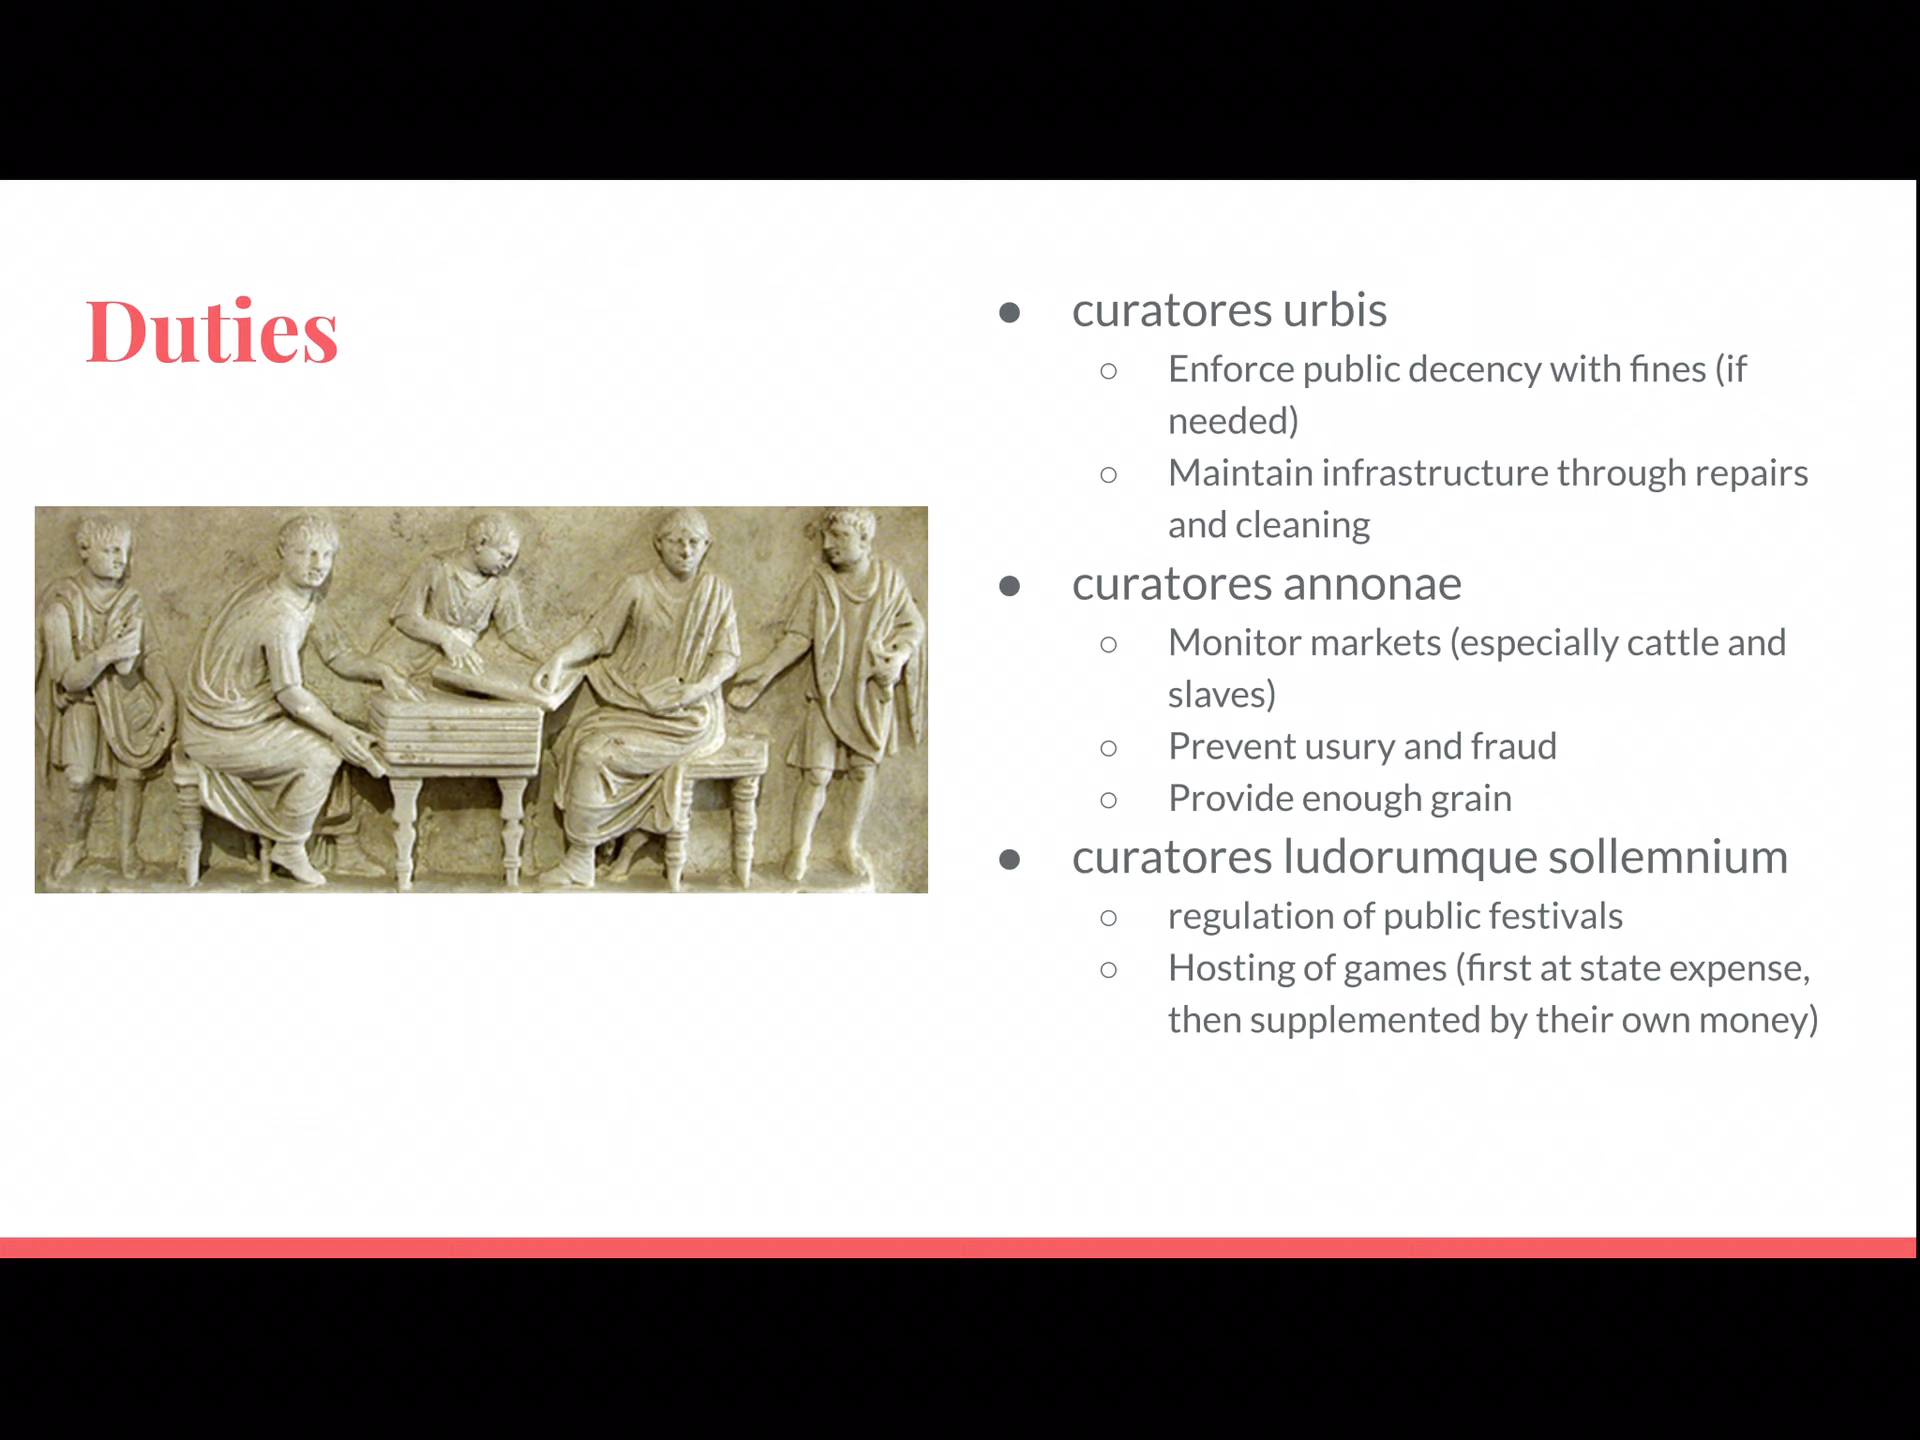 Duties
● curatores urbis
○ Enforce public decency with fines (if
needed)
○ Maintain infrastructure through repairs
and cleaning
● curatores annonae
○ Monitor markets (especially cattle and
slaves)
○ Prevent usury and fraud
○ Provide enough grain
● curatores ludorumque sollemnium
○ regulation of public festivals
○ Hosting of games (first at state expense,
then supplemented by their own money)